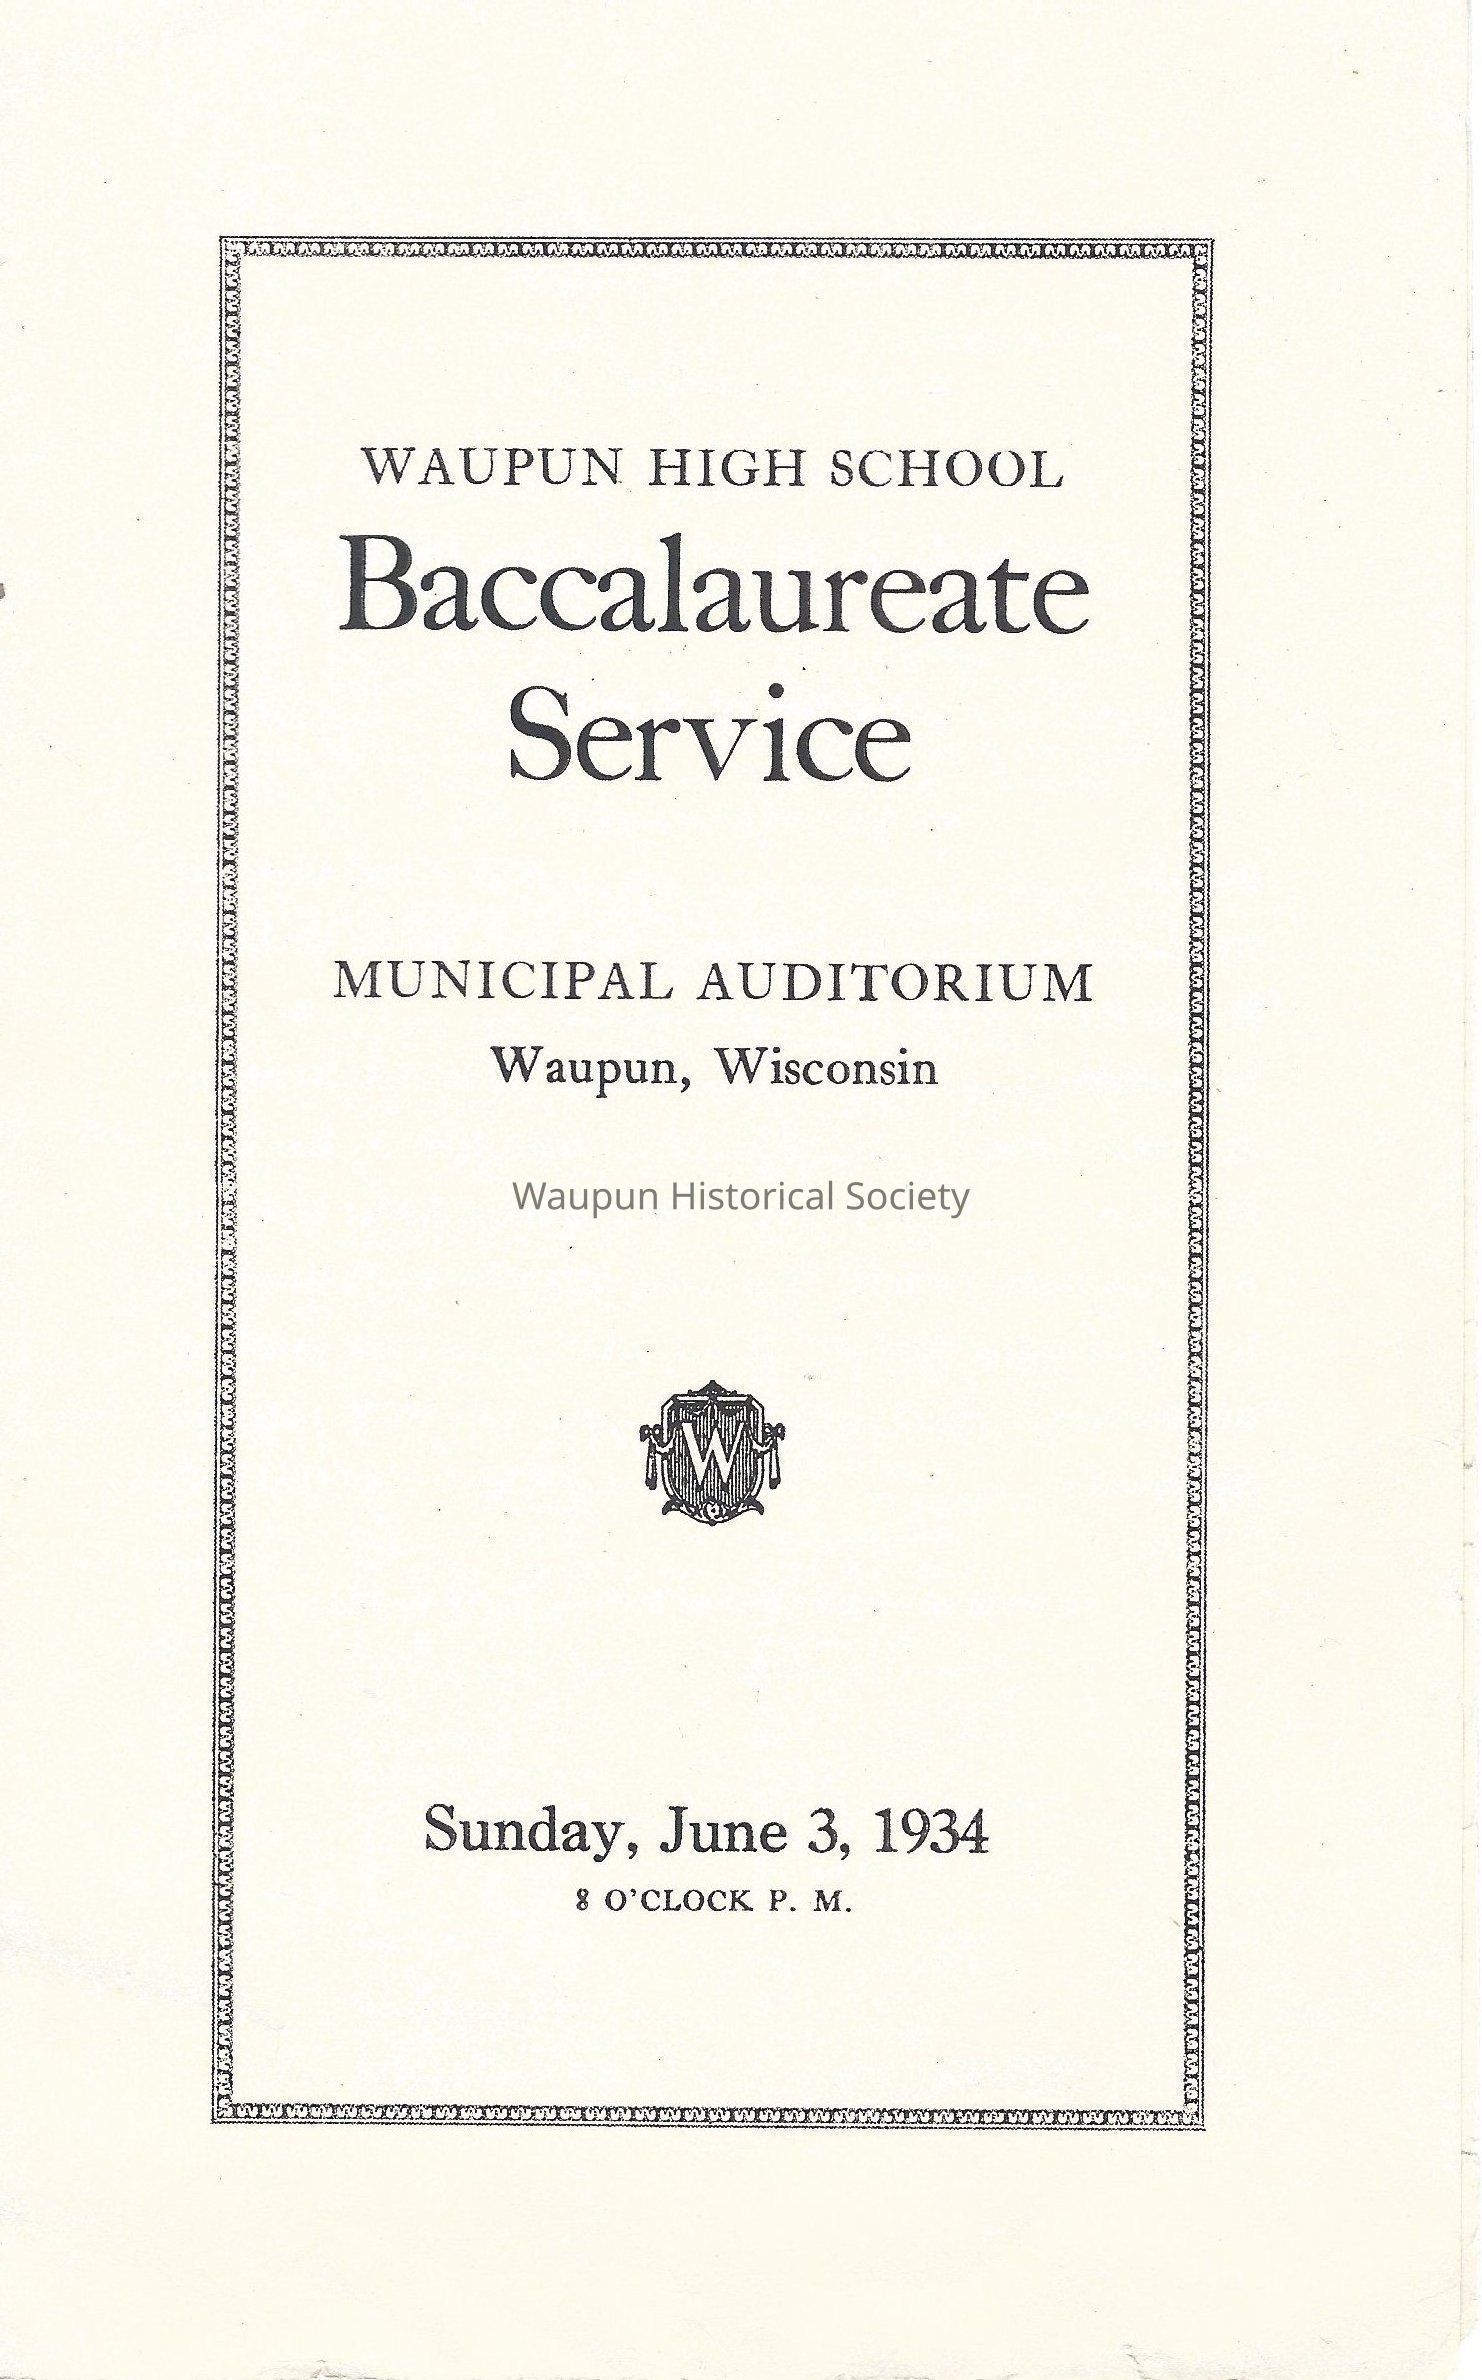 WAUPUN HIGH SCHOOL
Baccalaureate
Service
MUNICIPAL AUDITORIUM
Waupun, Wisconsin
Waupun Historical Society
W
Sunday, June 3, 1934
8 O'CLOCK P. M.